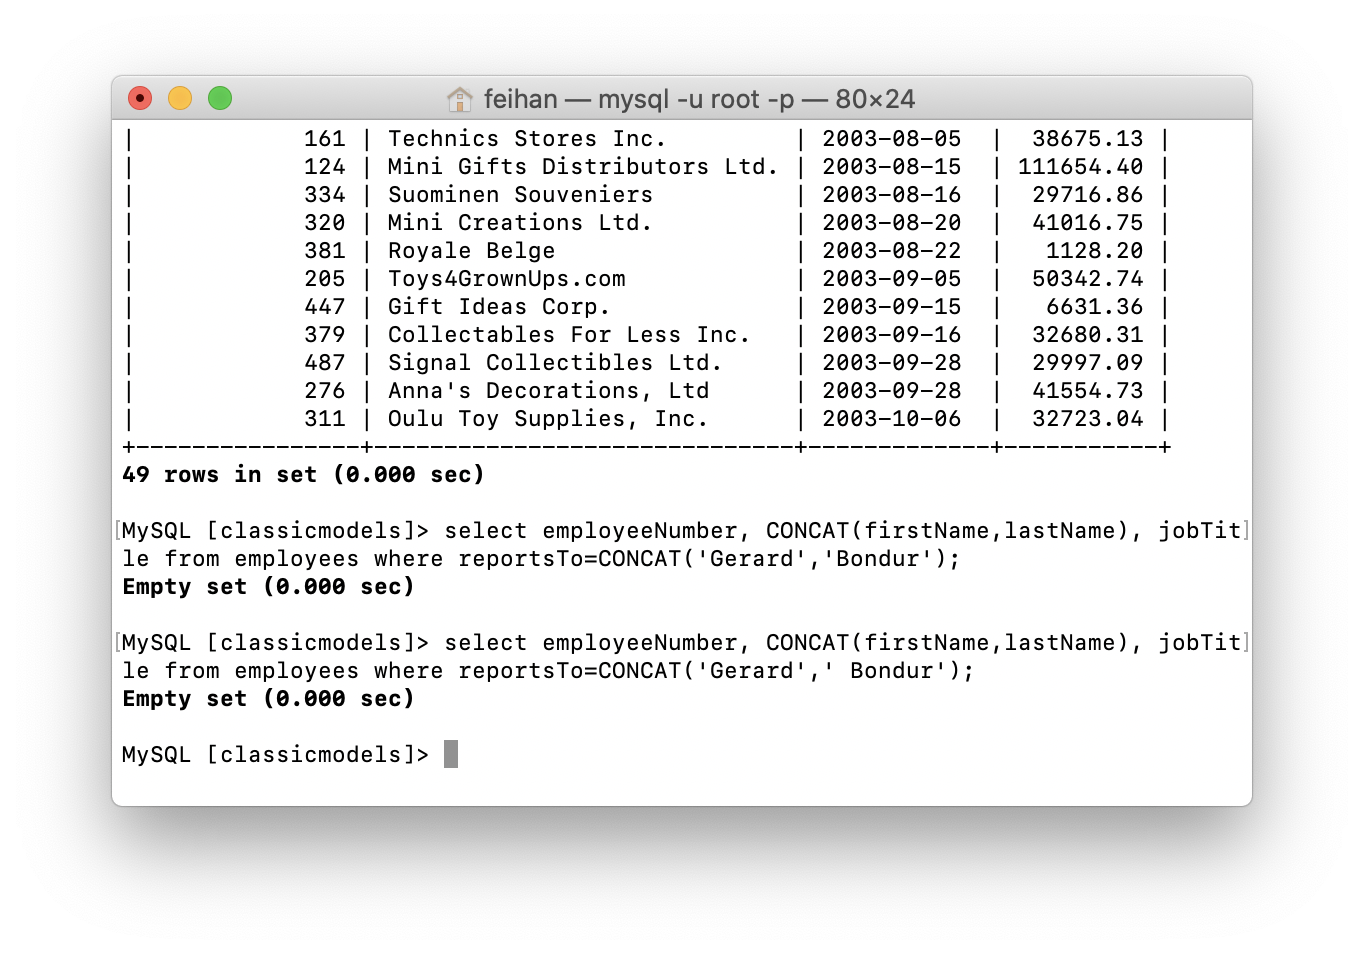 feihan — mysql -u root -p — 80×24
|             161 | Technics Stores Inc.         | 2003-08-05  |  38675.13 |
|             124 | Mini Gifts Distributors Ltd. | 2003-08-15  | 111654.40 |
|             334 | Suominen Souveniers          | 2003-08-16  |  29716.86 |
|             320 | Mini Creations Ltd.          | 2003-08-20  |  41016.75 |
|             381 | Royale Belge                 | 2003-08-22  |   1128.20 |
|             205 | Toys4GrownUps.com            | 2003-09-05  |  50342.74 |
|             447 | Gift Ideas Corp.             | 2003-09-15  |   6631.36 |
|             379 | Collectables For Less Inc.   | 2003-09-16  |  32680.31 |
|             487 | Signal Collectibles Ltd.     | 2003-09-28  |  29997.09 |
|             276 | Anna's Decorations, Ltd      | 2003-09-28  |  41554.73 |
|             311 | Oulu Toy Supplies, Inc.      | 2003-10-06  |  32723.04 |
+----------------+------------------------------+-------------+-----------+
49 rows in set (0.000 sec)
[MySQL [classicmodels]> select employeeNumber, CONCAT(firstName,lastName), jobTit]
le from employees where reportsTo=CONCAT('Gerard','Bondur');
Empty set (0.000 sec)
[MySQL [classicmodels]> select employeeNumber, CONCAT(firstName,lastName), jobTit]
le from employees where reportsTo=CONCAT('Gerard',' Bondur');
Empty set (0.000 sec)
MySQL [classicmodels]>